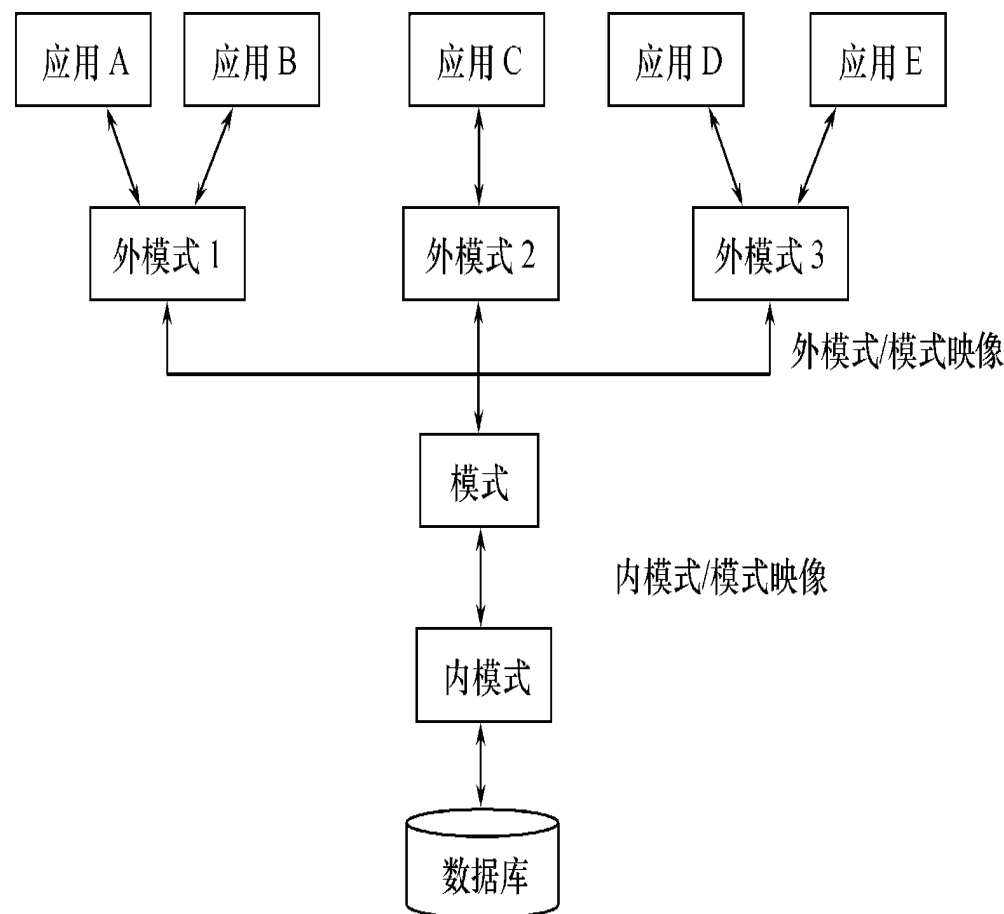 应用 A
应用 B
应用 C
应用 D
应用 E
外模式 1
外模式 2
外模式 3
外模式/模式映像
模式
内模式/模式映像
内模式
数据库